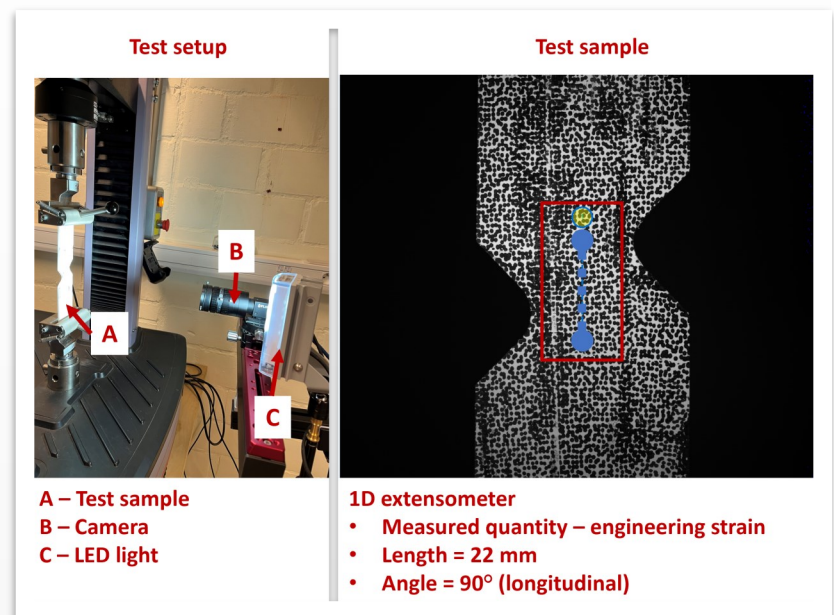 Test setup
Test sample
B
A
C
A – Test sample
B – Camera
C – LED light
1D extensometer
• Measured quantity – engineering strain
• Length = 22 mm
• Angle = 90° (longitudinal)